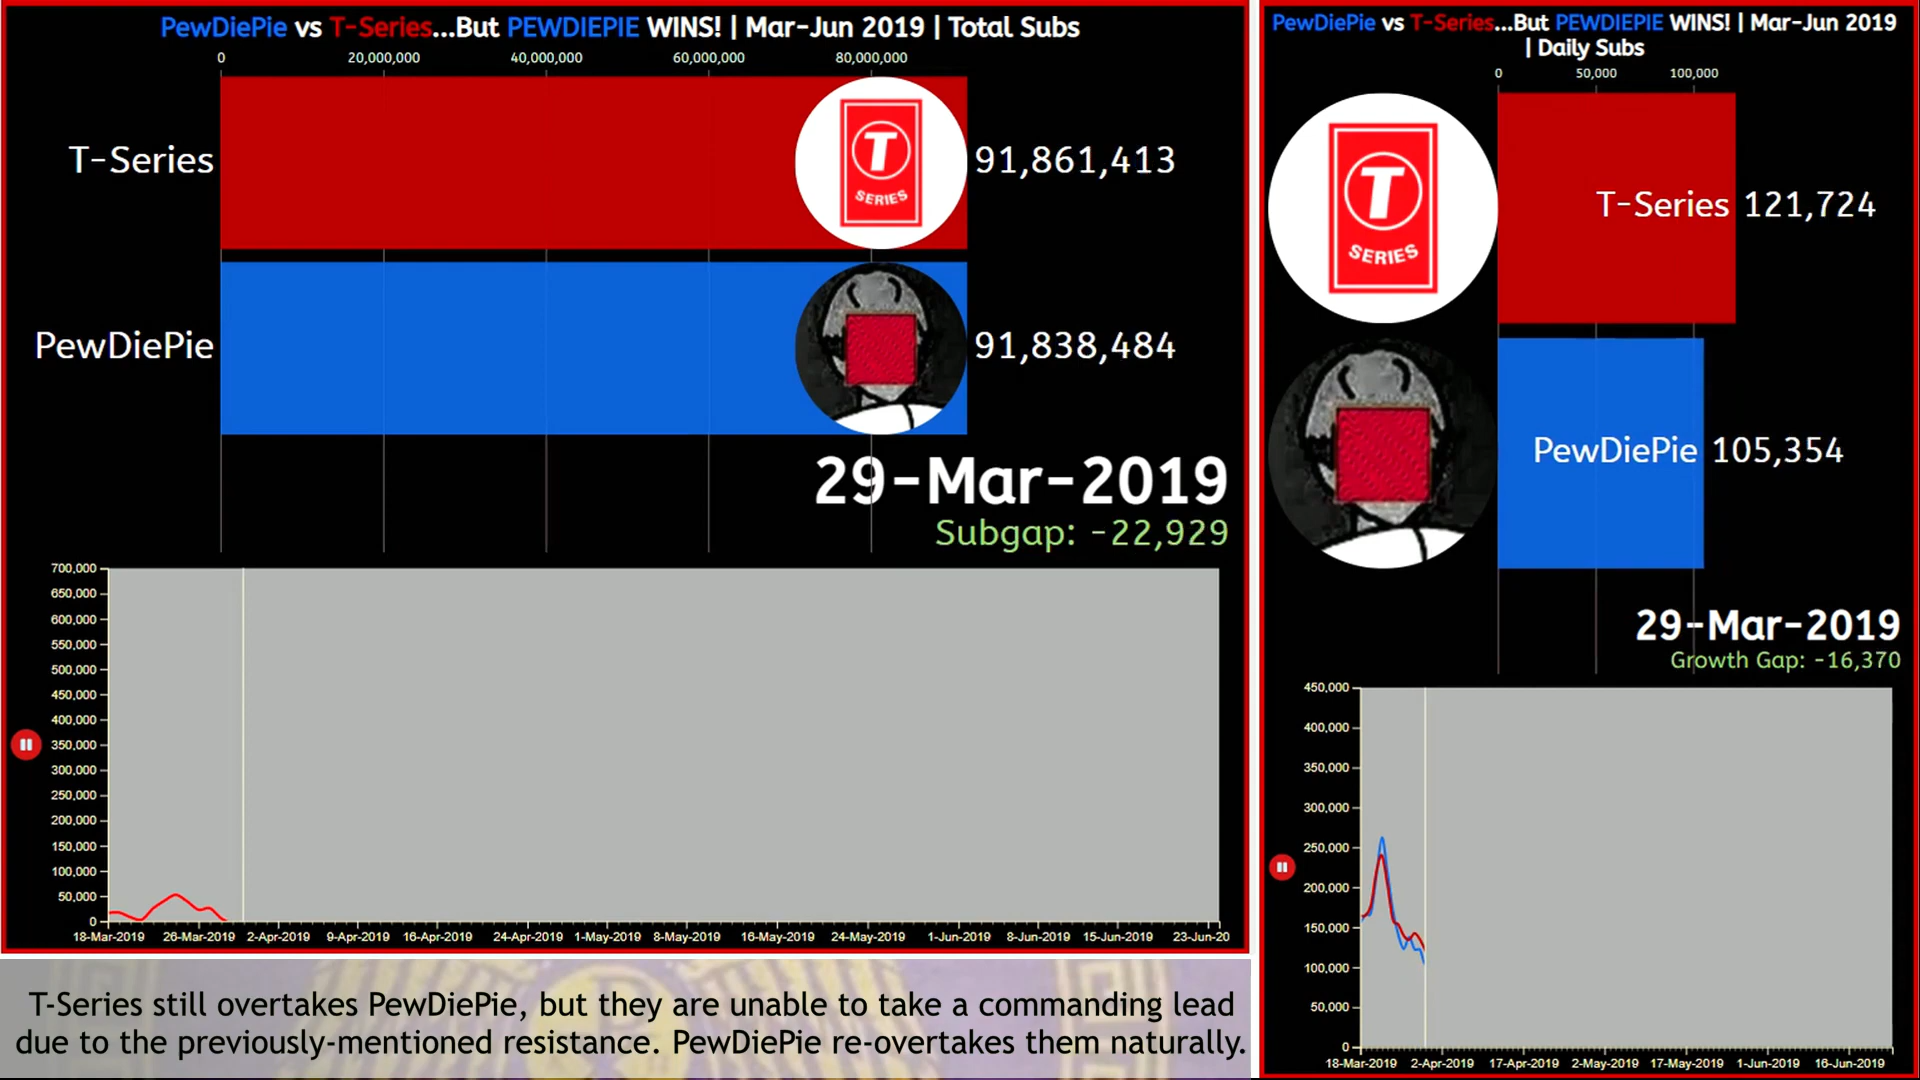 PewDiePie vs T-Series...But PEWDIEPIE WINS! | Mar-Jun 2019 | Total Subs
0 20,000,000 40,000,000 60,000,000 80,000,000
T-Series
T
SERIES
91,861,413
PewDiePie
91,838,484
29-Mar-2019
Subgap: -22,929
700,000
650,000
600,000
550,000
500,000
450,000
400,000
350,000
300,000
250,000
200,000
150,000
100,000
50,000
0
18-Mar-2019 26-Mar-2019 2-Apr-2019 9-Apr-2019 16-Apr-2019 24-Apr-2019 1-May-2019 8-May-2019 16-May-2019 24-May-2019 1-Jun-2019 8-Jun-2019 15-Jun-2019 23-Jun-20
T-Series still overtakes PewDiePie, but they are unable to take a commanding lead
due to the previously-mentioned resistance. PewDiePie re-overtakes them naturally.
PewDiePie vs T-Series...But PEWDIEPIE WINS! | Mar-Jun 2019
| Daily Subs
0 50,000 100,000
T
SERIES
T-Series 121,724
PewDiePie 105,354
29-Mar-2019
Growth Gap: -16,370
450,000
400,000
350,000
300,000
250,000
200,000
150,000
100,000
50,000
0
18-Mar-2019 2-Apr-2019 17-Apr-2019 2-May-2019 17-May-2019 1-Jun-2019 16-Jun-2019